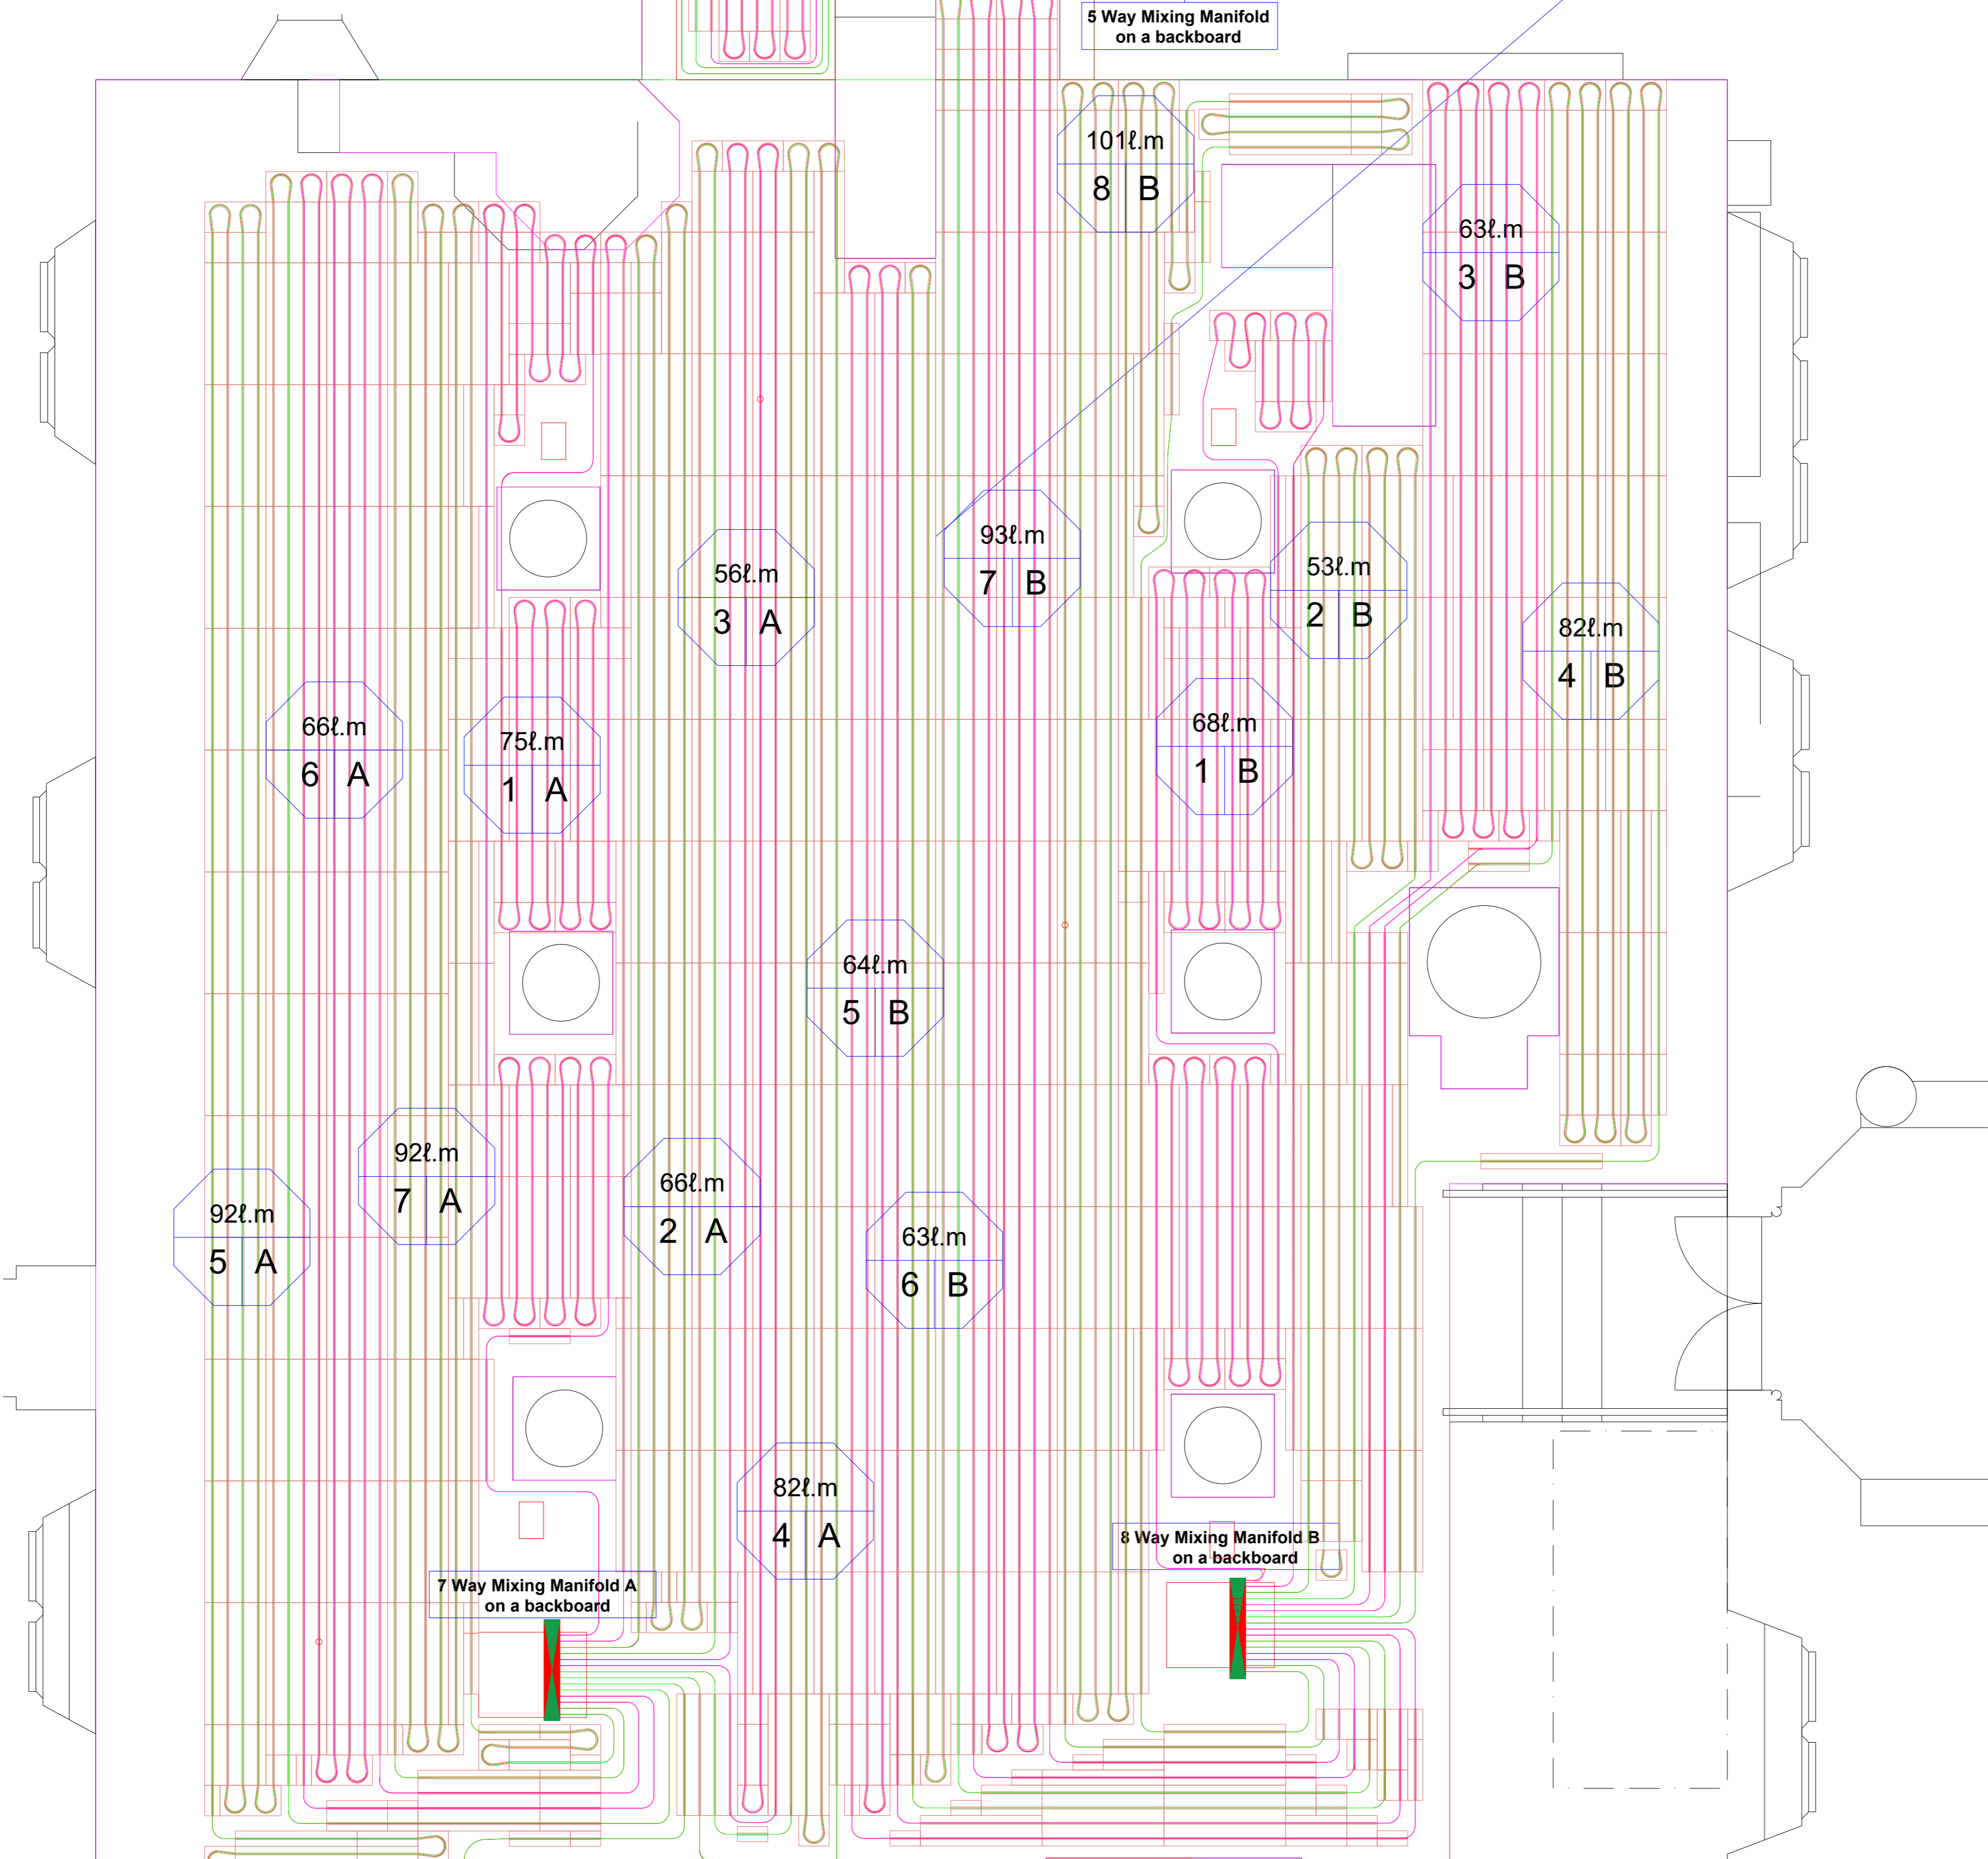 5 Way Mixing Manifold
on a backboard
101ℓ.m
8 B
63ℓ.m
3 B
93ℓ.m
7 B
53ℓ.m
2 B
56ℓ.m
3 A
82ℓ.m
4 B
66ℓ.m
6 A
75ℓ.m
1 A
68ℓ.m
1 B
64ℓ.m
5 B
92ℓ.m
7 A
66ℓ.m
2 A
92ℓ.m
5 A
63ℓ.m
6 B
82ℓ.m
4 A
8 Way Mixing Manifold B
on a backboard
7 Way Mixing Manifold A
on a backboard